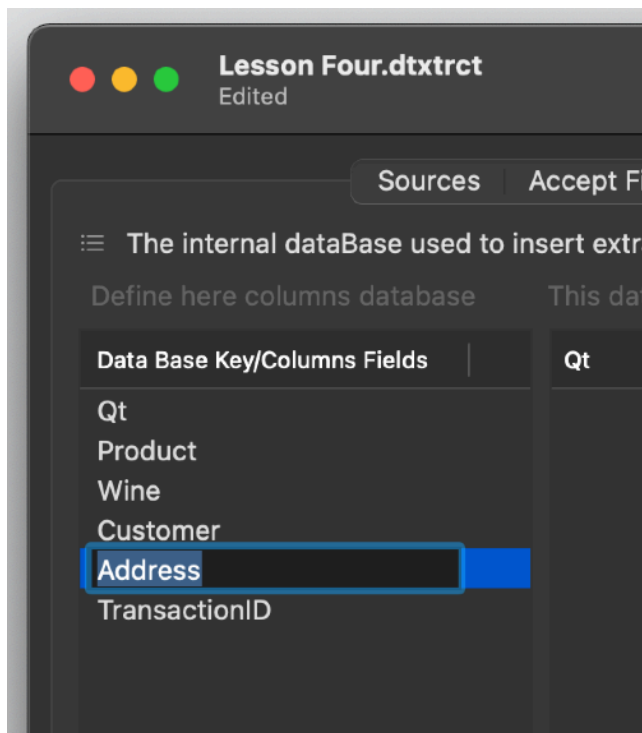 Lesson Four.dtxtrct
Edited
Sources Accept Fi
The internal dataBase used to insert extr
Define here columns database This da
Data Base Key/Columns Fields Qt
Qt
Product
Wine
Customer
Address
TransactionID